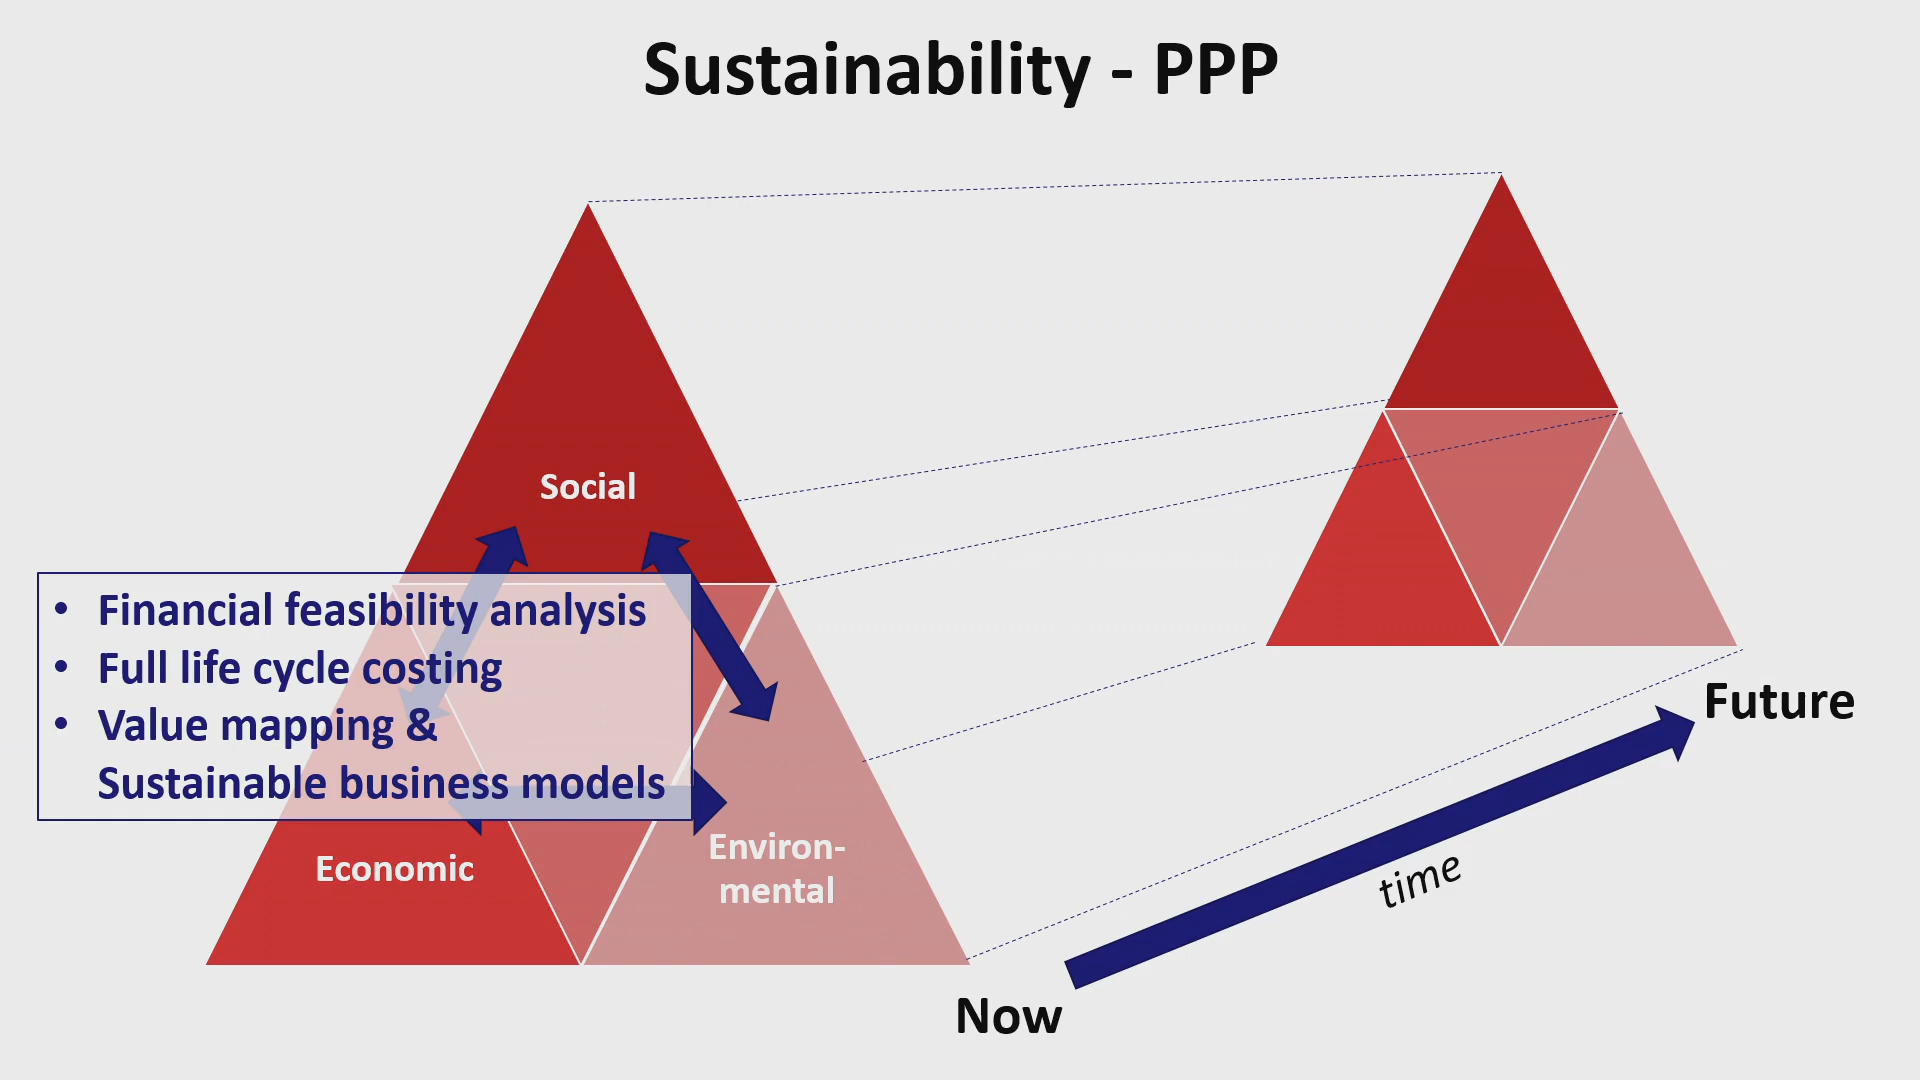 Sustainability - PPP
Social
• Financial feasibility analysis
• Full life cycle costing
• Value mapping &
Sustainable business models
Economic
Environ-
mental
Future
time
Now